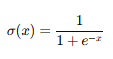 σ(x) = 1 / (1 + e^{-x})